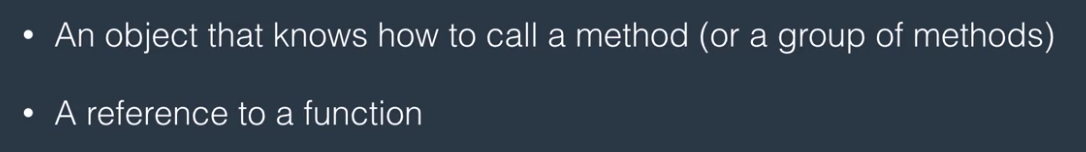 • An object that knows how to call a method (or a group of methods)
• A reference to a function